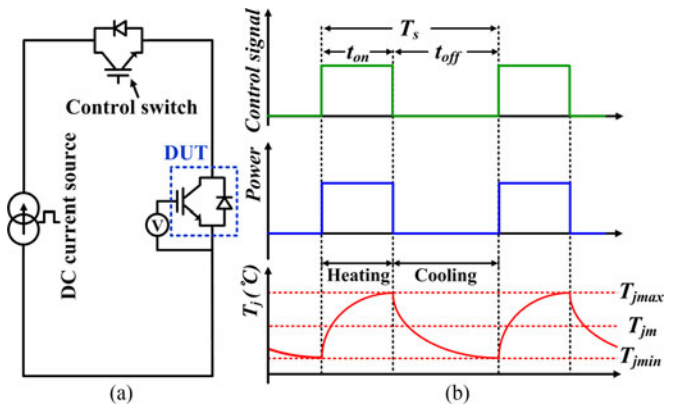 Control switch
DUT
V
DC current source
(a)
T_s
t_on
t_off
Control signal
Power
Heating
Cooling
T_j (℃)
T_jmax
T_jm
T_jmin
(b)